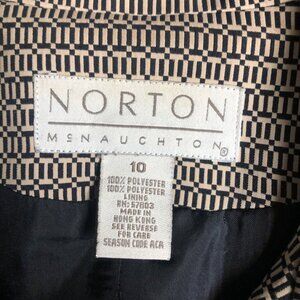 NORTON
McNAUGHTON®
10
100% POLYESTER
100% POLYESTER
LINING
RN: 57803
MADE IN
HONG KONG
SEE REVERSE
FOR CARE
SEASON CODE ACA